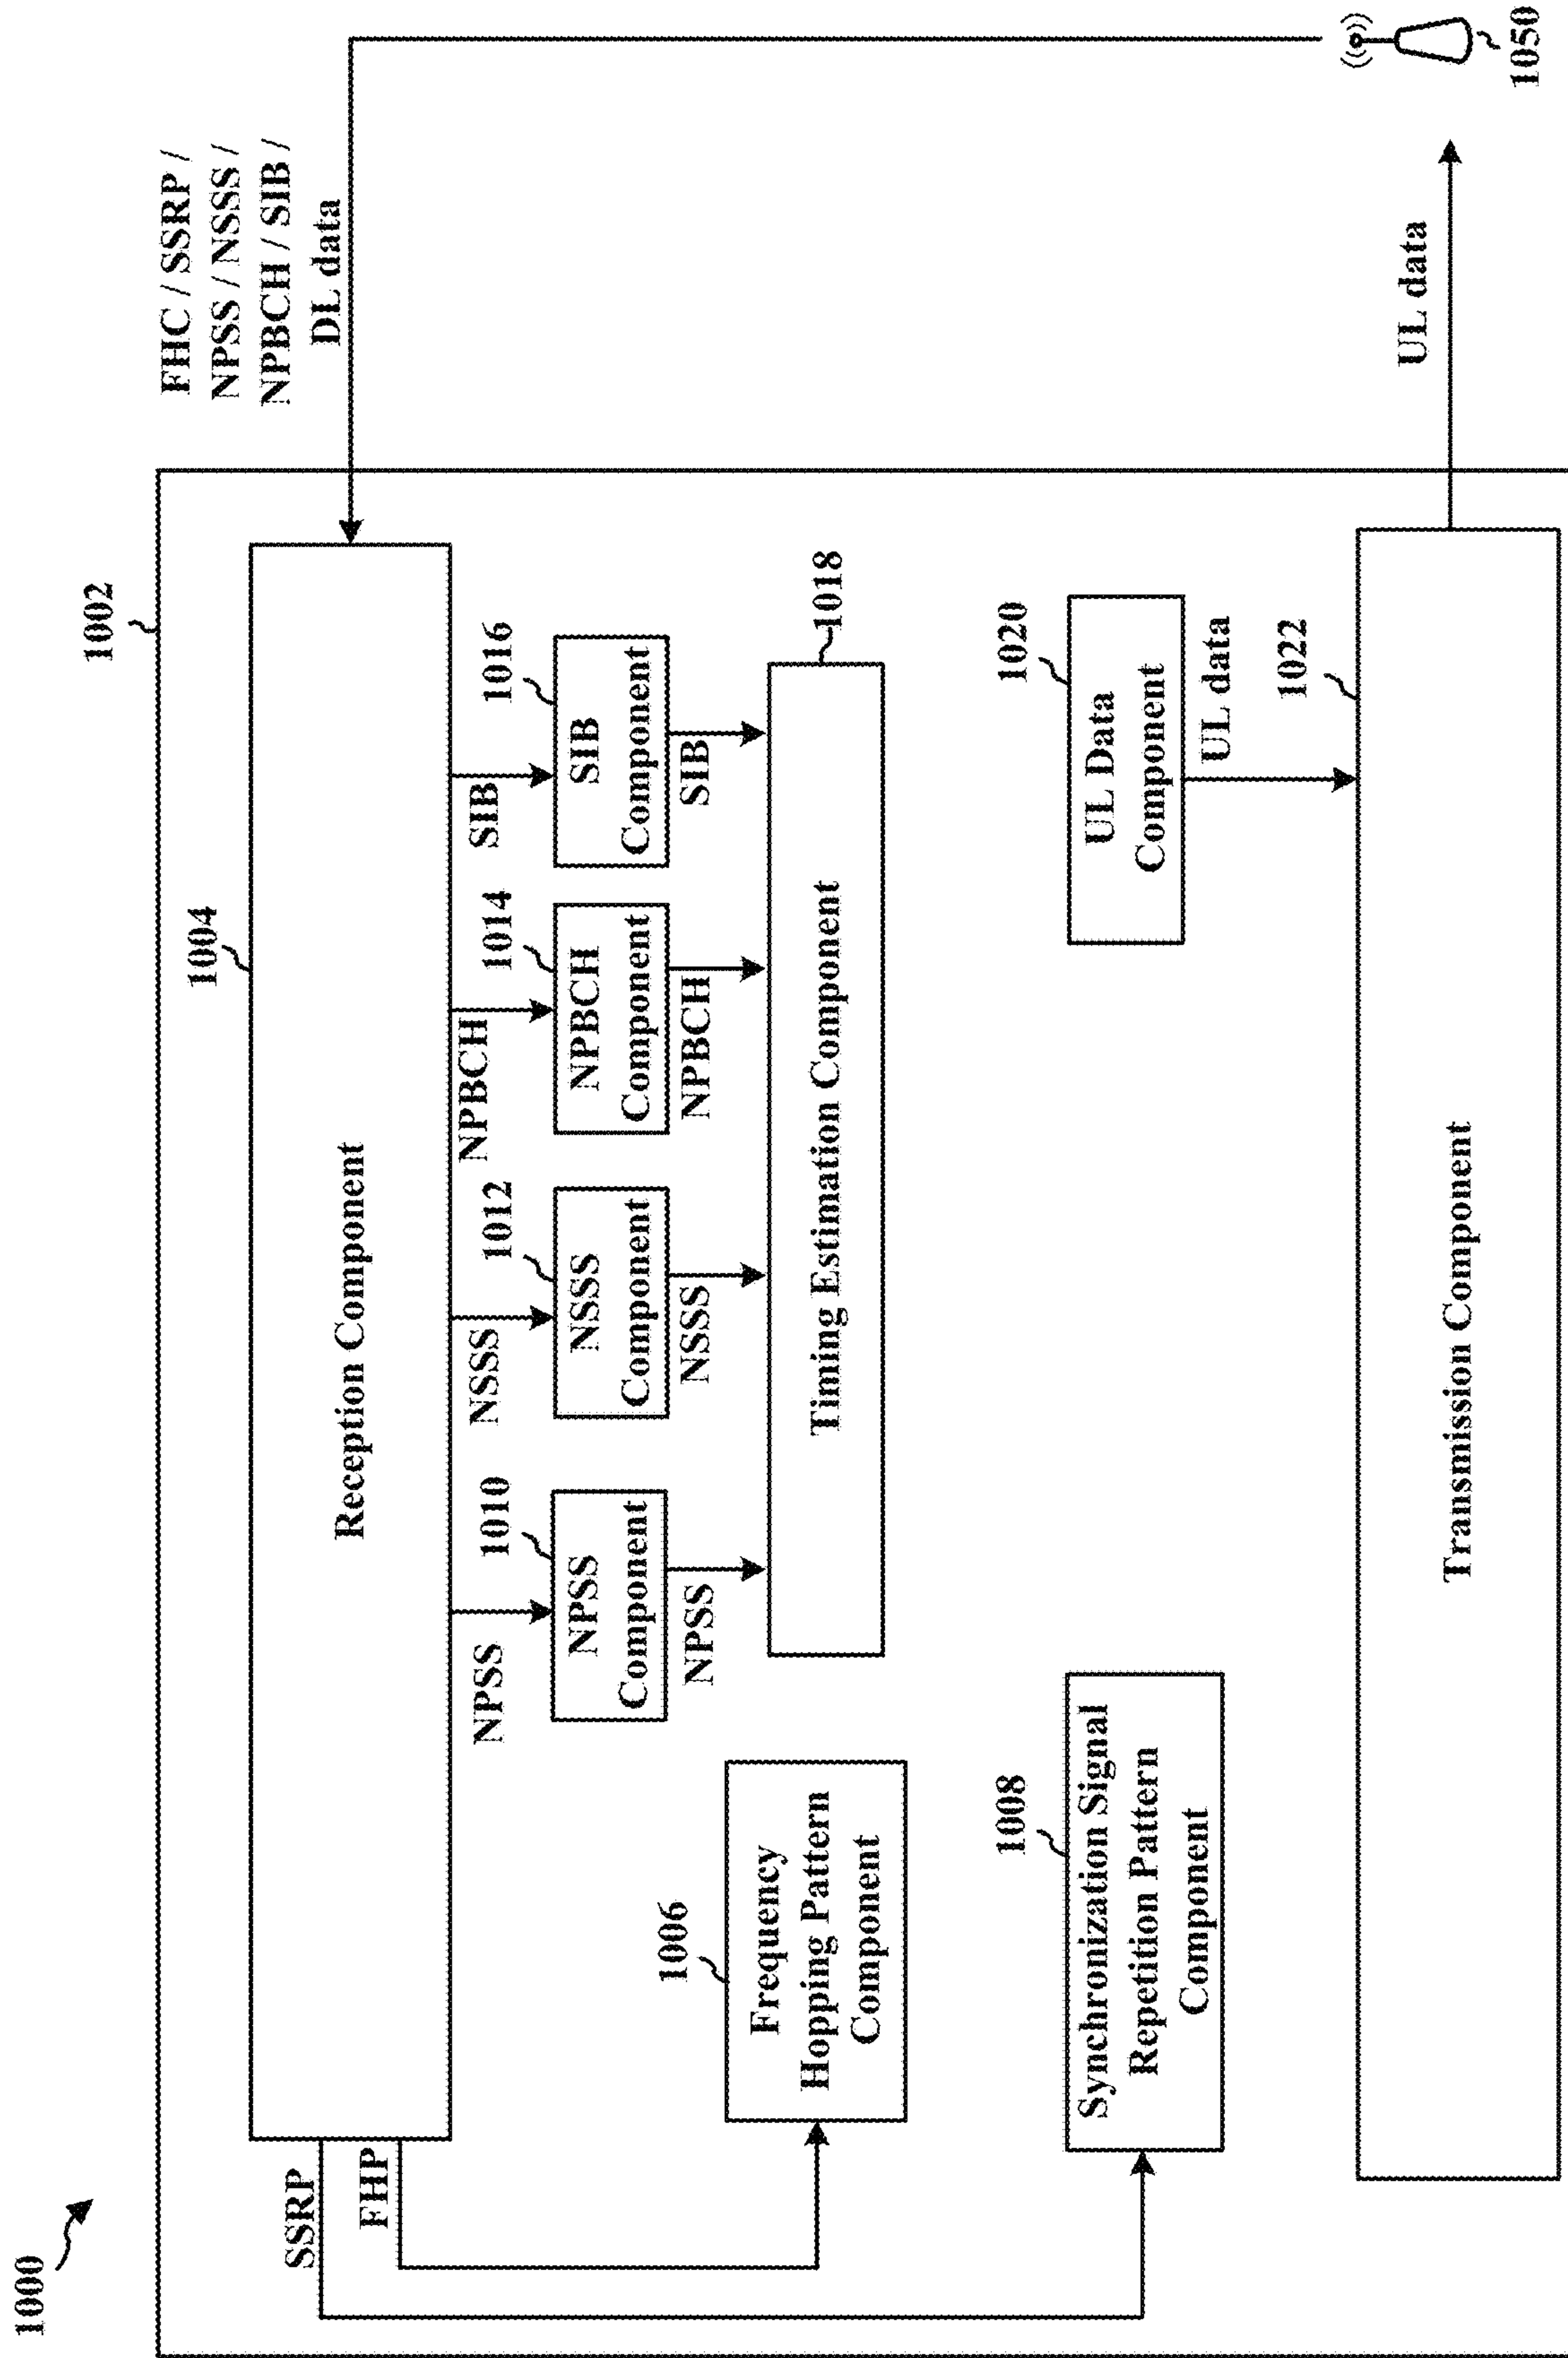 1000
1002
FHC / SSRP /
NPSS / NSSS /
NPBCH / SIB /
DL data
1004
Reception Component
SSRP
FHP
NPSS
NSSS
NPBCH
SIB
1010
NPSS
Component
1012
NSSS
Component
1014
NPBCH
Component
1016
SIB
Component
NPSS
NSSS
NPBCH
SIB
1018
Timing Estimation Component
1006
Frequency
Hopping Pattern
Component
1008
Synchronization Signal
Repetition Pattern
Component
1020
UL Data
Component
UL data
1022
Transmission Component
UL data
1050